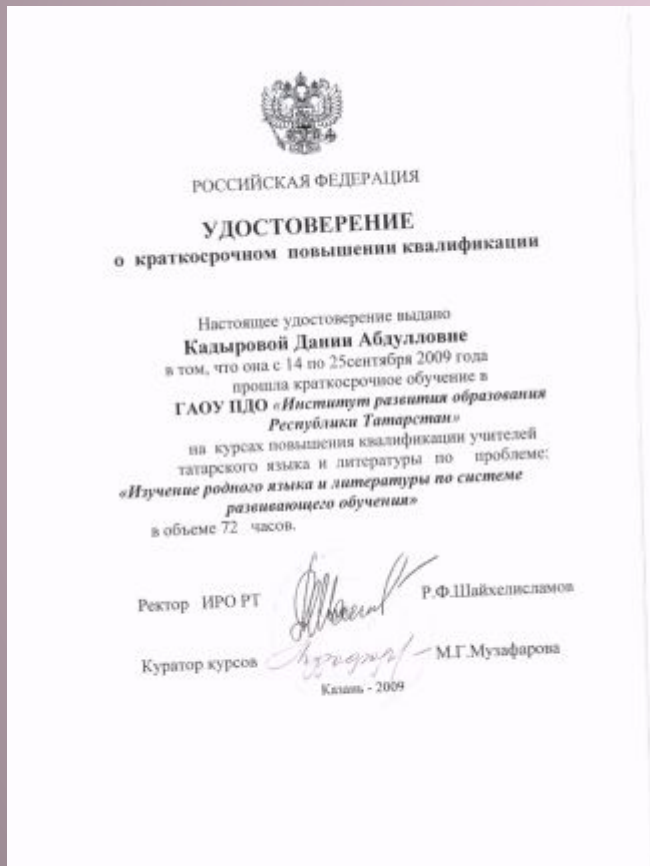 РОССИЙСКАЯ ФЕДЕРАЦИЯ
УДОСТОВЕРЕНИЕ
о краткосрочном повышении квалификации
Настоящее удостоверение выдано
Кадыровой Дании Абдулловне
в том, что она с 14 по 25сентября 2009 года
прошла краткосрочное обучение в
ГАОУ ПДО «Институт развития образования
Республики Татарстан»
на курсах повышения квалификации учителей
татарского языка и литературы по проблеме:
«Изучение родного языка и литературы по системе
развивающего обучения»
в объеме 72 часов.
Ректор ИРО РТ Р.Ф.Шайхелисламов
Куратор курсов М.Г.Музафарова
Казань - 2009